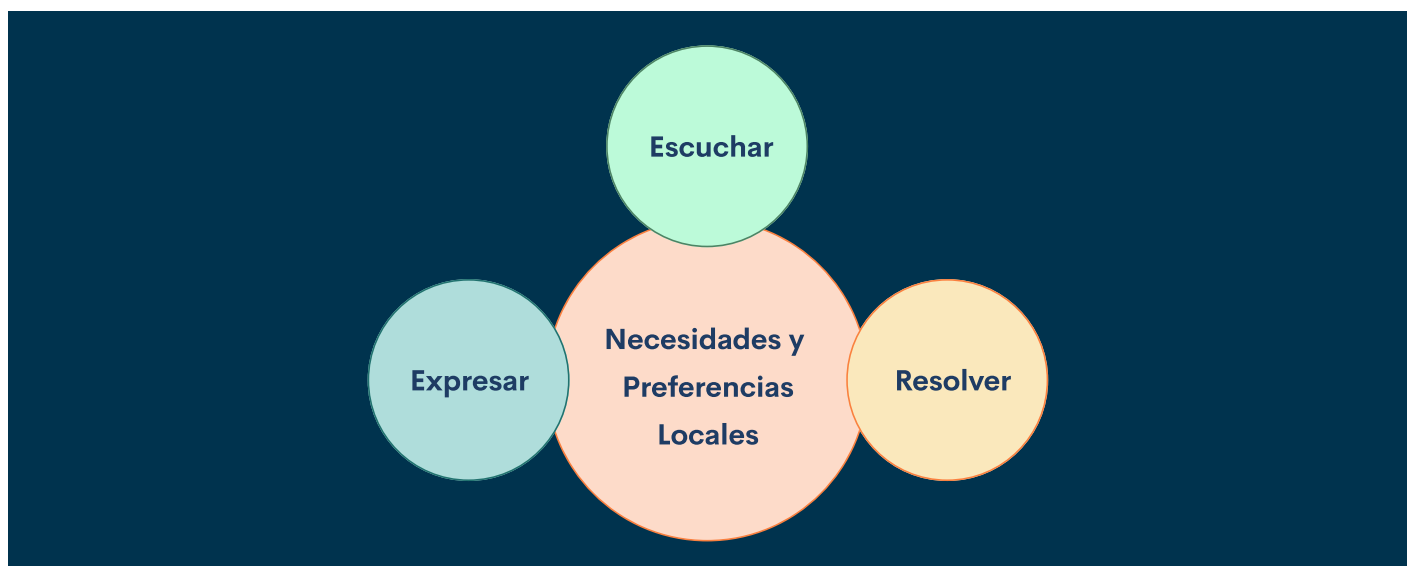 Escuchar
Necesidades y
Preferencias
Locales
Expresar
Resolver